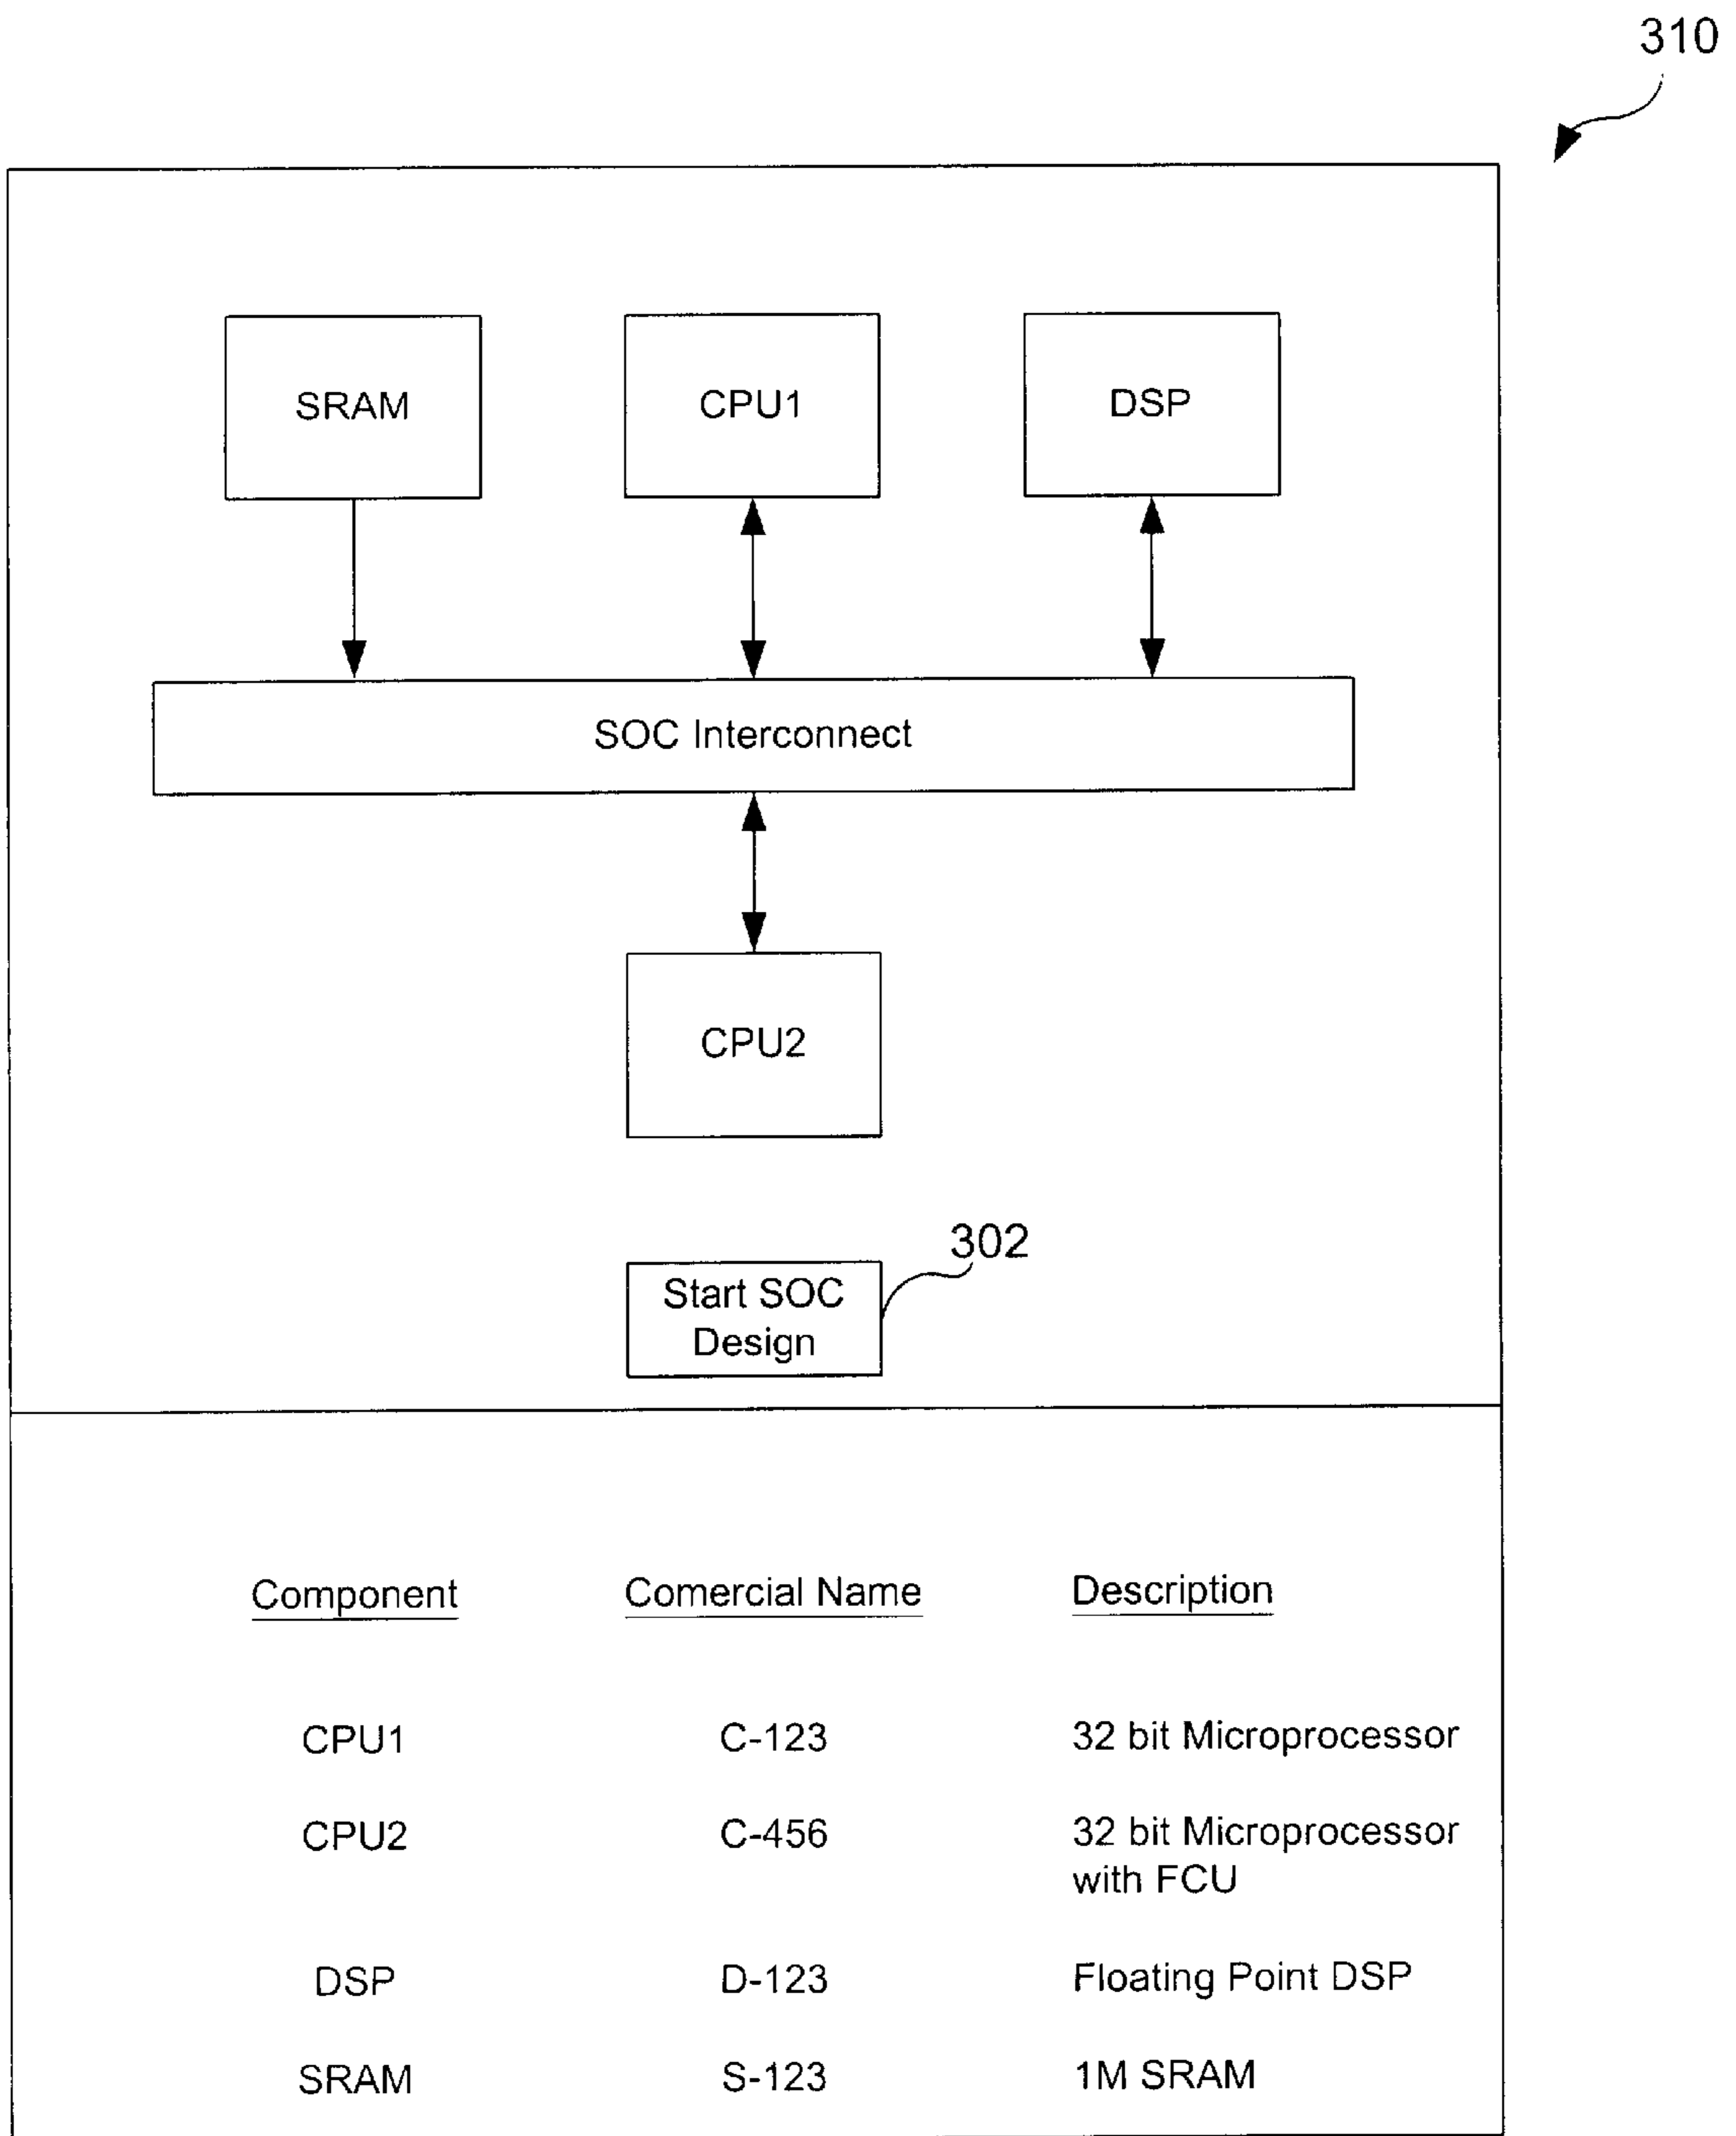 310
SRAM
CPU1
DSP
SOC Interconnect
CPU2
302
Start SOC
Design
Component Comercial Name Description
CPU1 C-123 32 bit Microprocessor
CPU2 C-456 32 bit Microprocessor
with FCU
DSP D-123 Floating Point DSP
SRAM S-123 1M SRAM